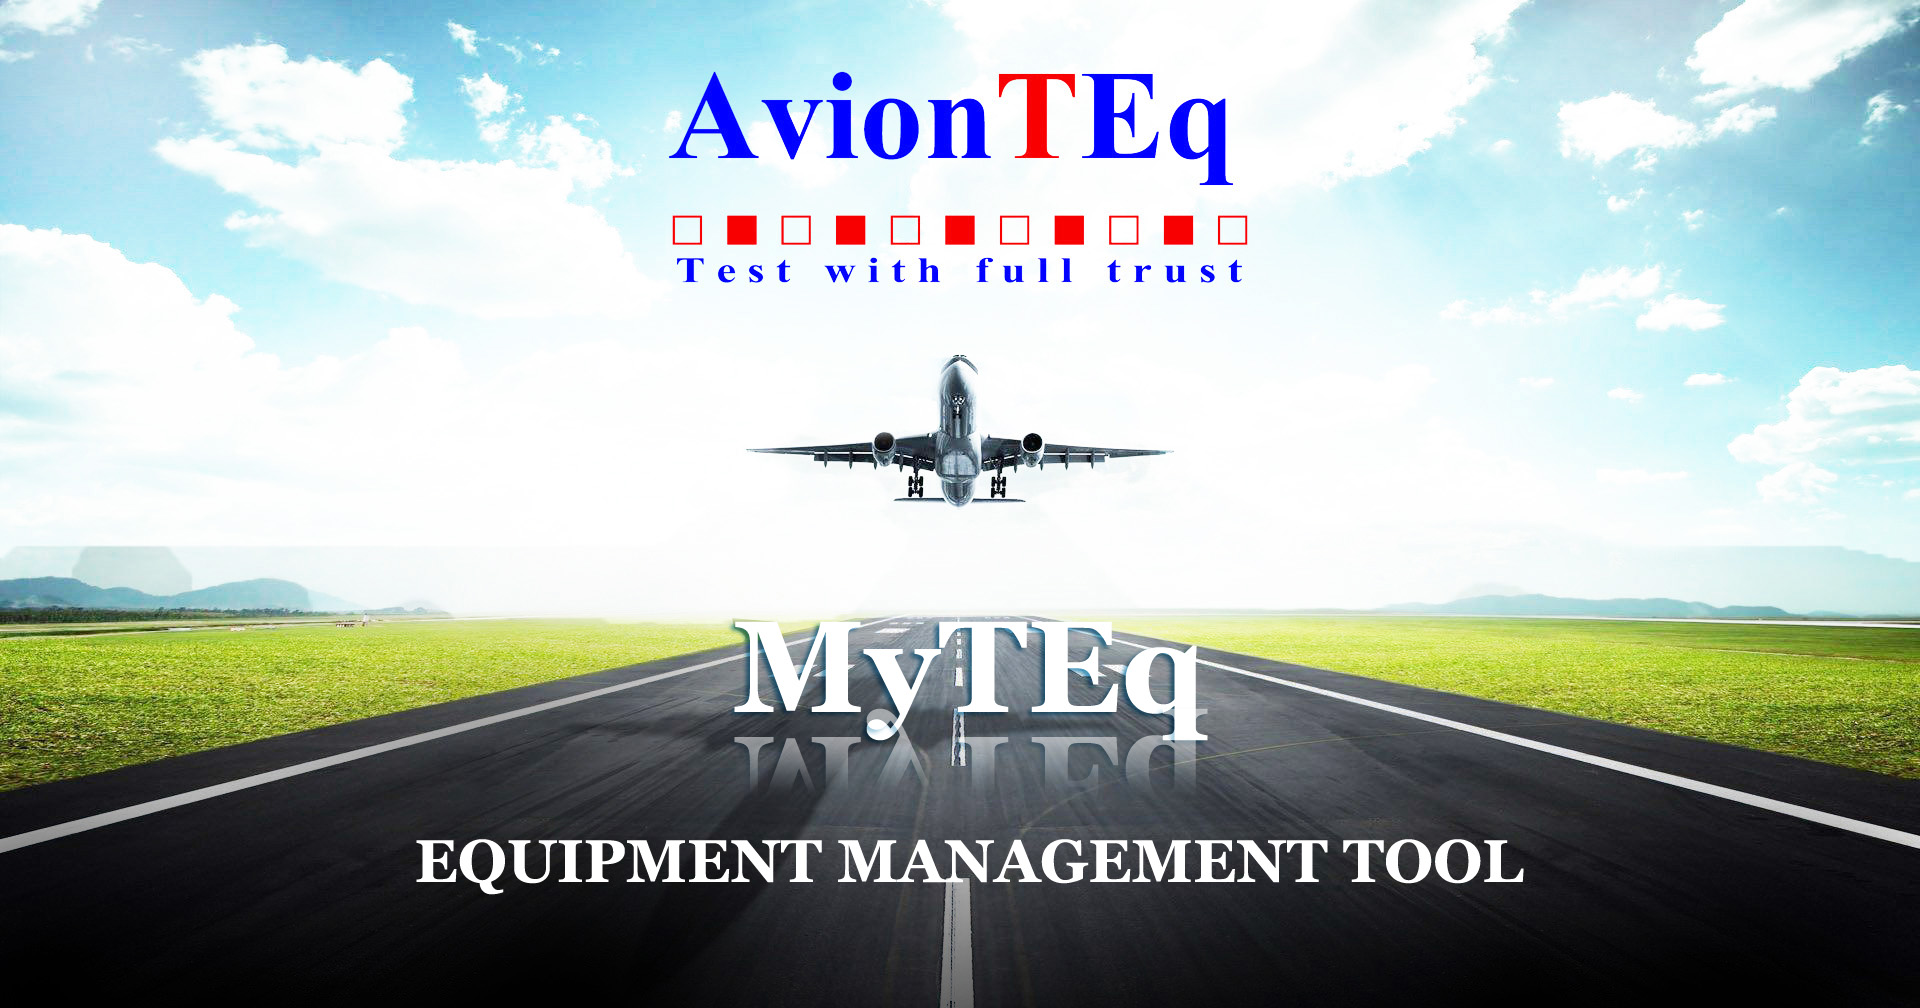 AvionTEq
Test with full trust
MyTEq
EQUIPMENT MANAGEMENT TOOL